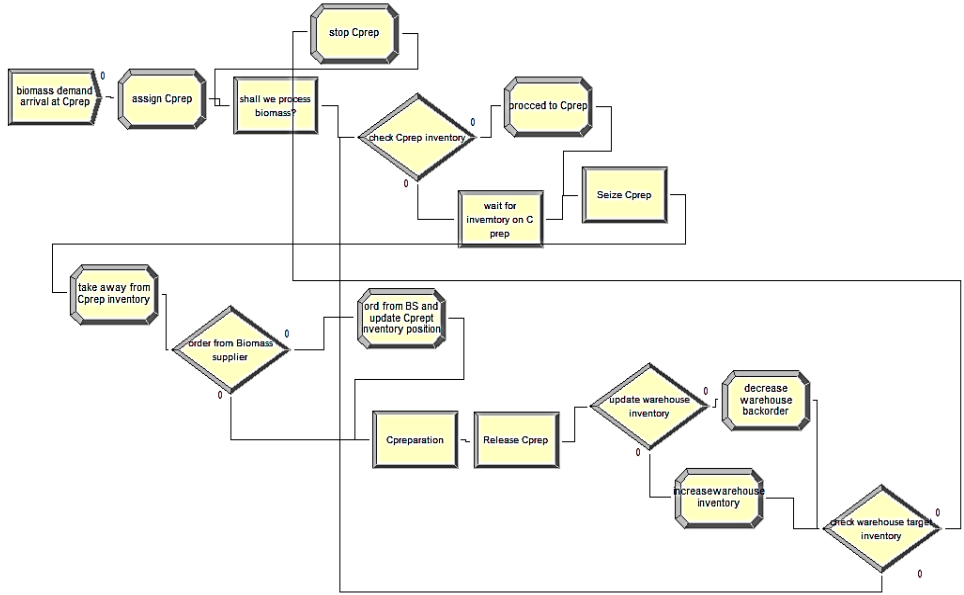 stop Cprep
biomass demand
arrival at Cprep
0
assign Cprep
shall we process
biomass?
check Cprep inventory
0
0
procced to Cprep
wait for
invemtory on C
prep
Seize Cprep
take away from
Cprep inventory
order from Biomass
supplier
0
0
ord from BS and
update Cprept
inventory position
Cpreparation
Release Cprep
update warehouse
inventory
0
0
decrease
warehouse
backorder
increasewarehouse
inventory
check warehouse target
inventory
0
0